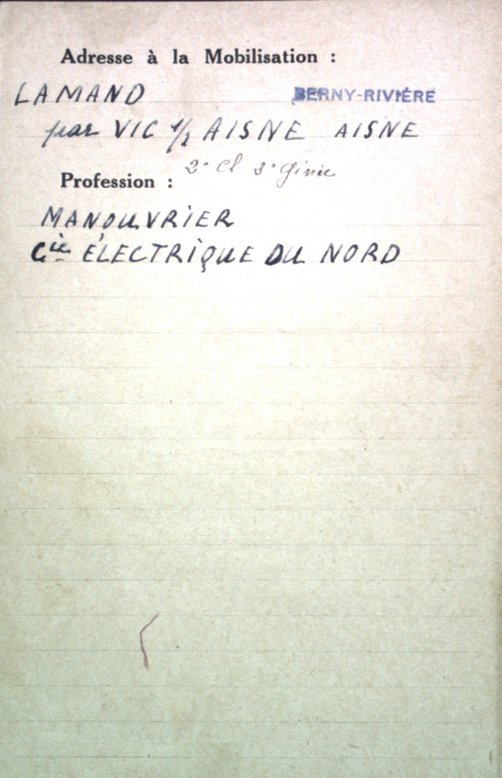 Adresse à la Mobilisation :
LAMAND BERNY-RIVIÈRE
par VIC s/ AISNE AISNE
2e Cl 3e Génie
Profession :
MANOUVRIER
Cie ÉLECTRIQUE DU NORD